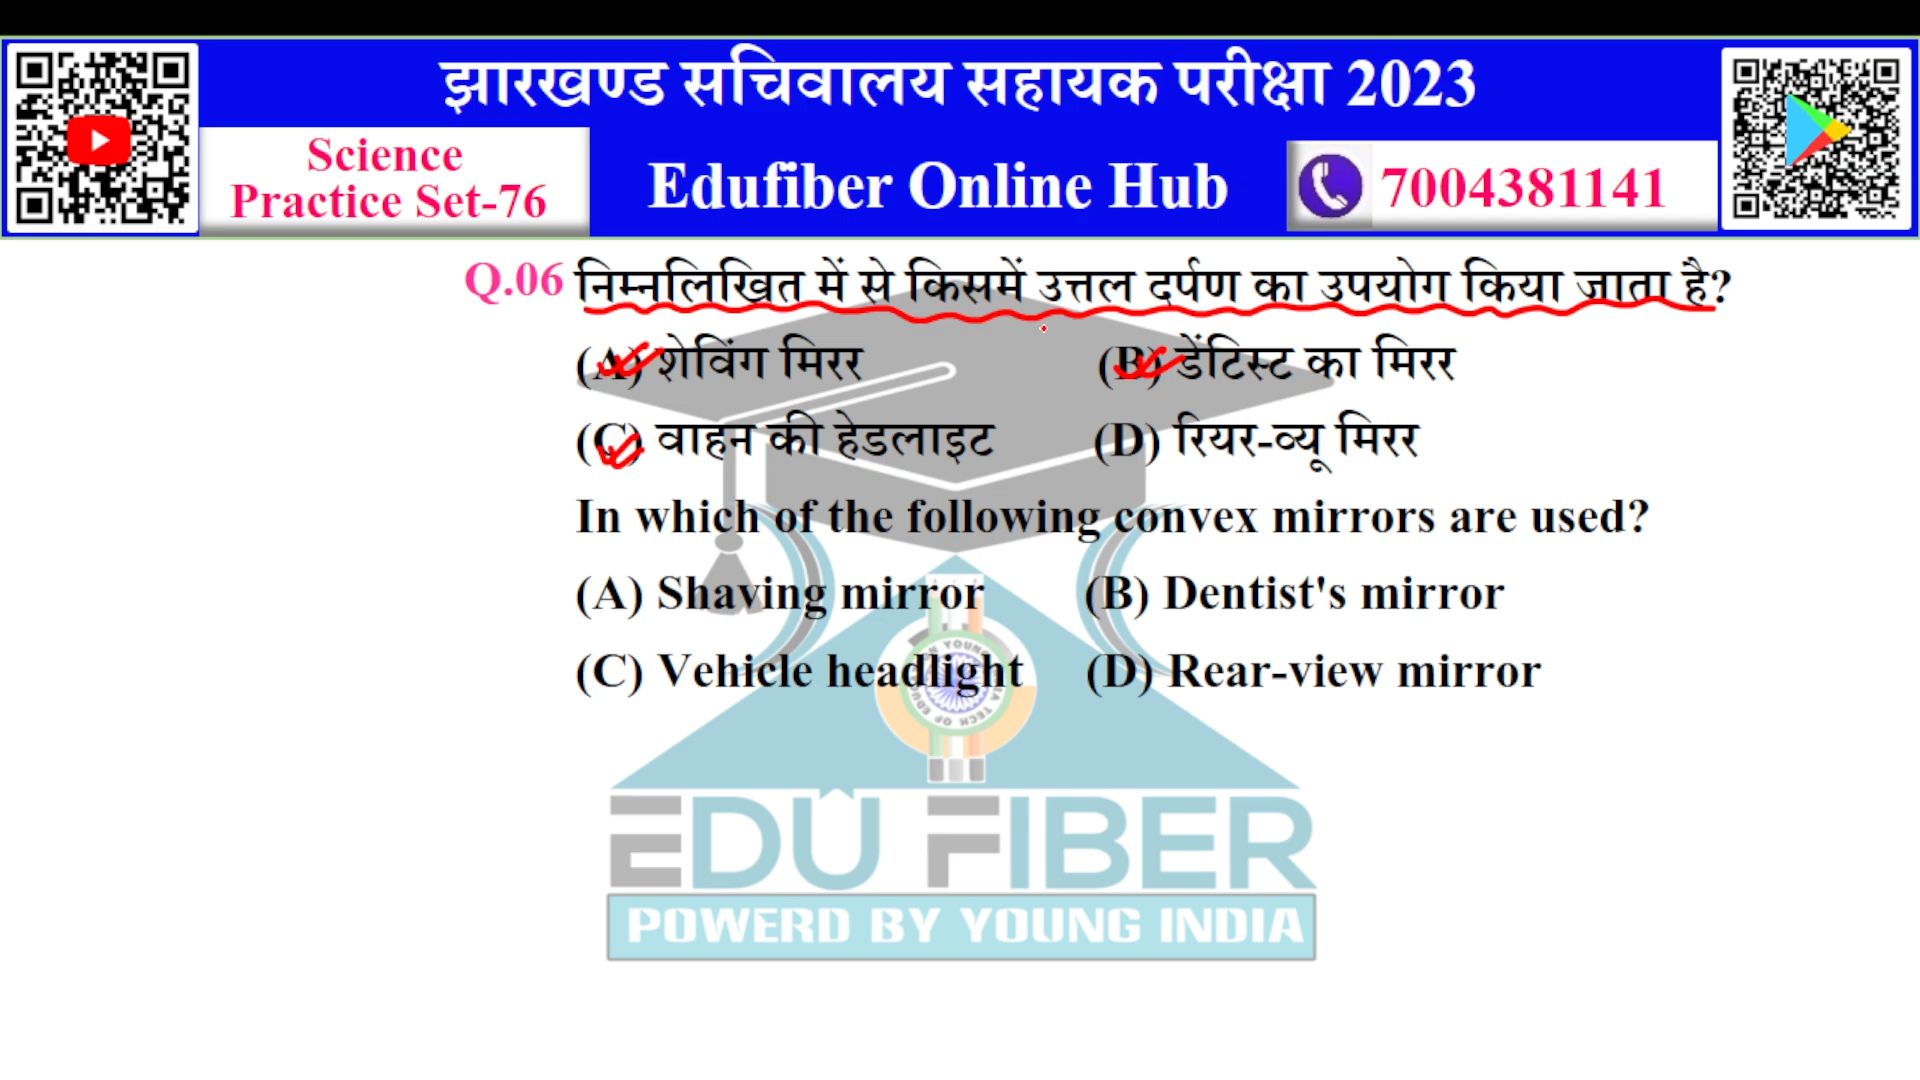 झारखण्ड सचिवालय सहायक परीक्षा 2023
Science
Practice Set-76
Edufiber Online Hub
7004381141
Q.06 निम्नलिखित में से किसमें उत्तल दर्पण का उपयोग किया जाता है?
(A) शेविंग मिरर (B) डेंटिस्ट का मिरर
(C) वाहन की हेडलाइट (D) रियर-व्यू मिरर
In which of the following convex mirrors are used?
(A) Shaving mirror (B) Dentist's mirror
(C) Vehicle headlight (D) Rear-view mirror
EDU FIBER
POWERD BY YOUNG INDIA